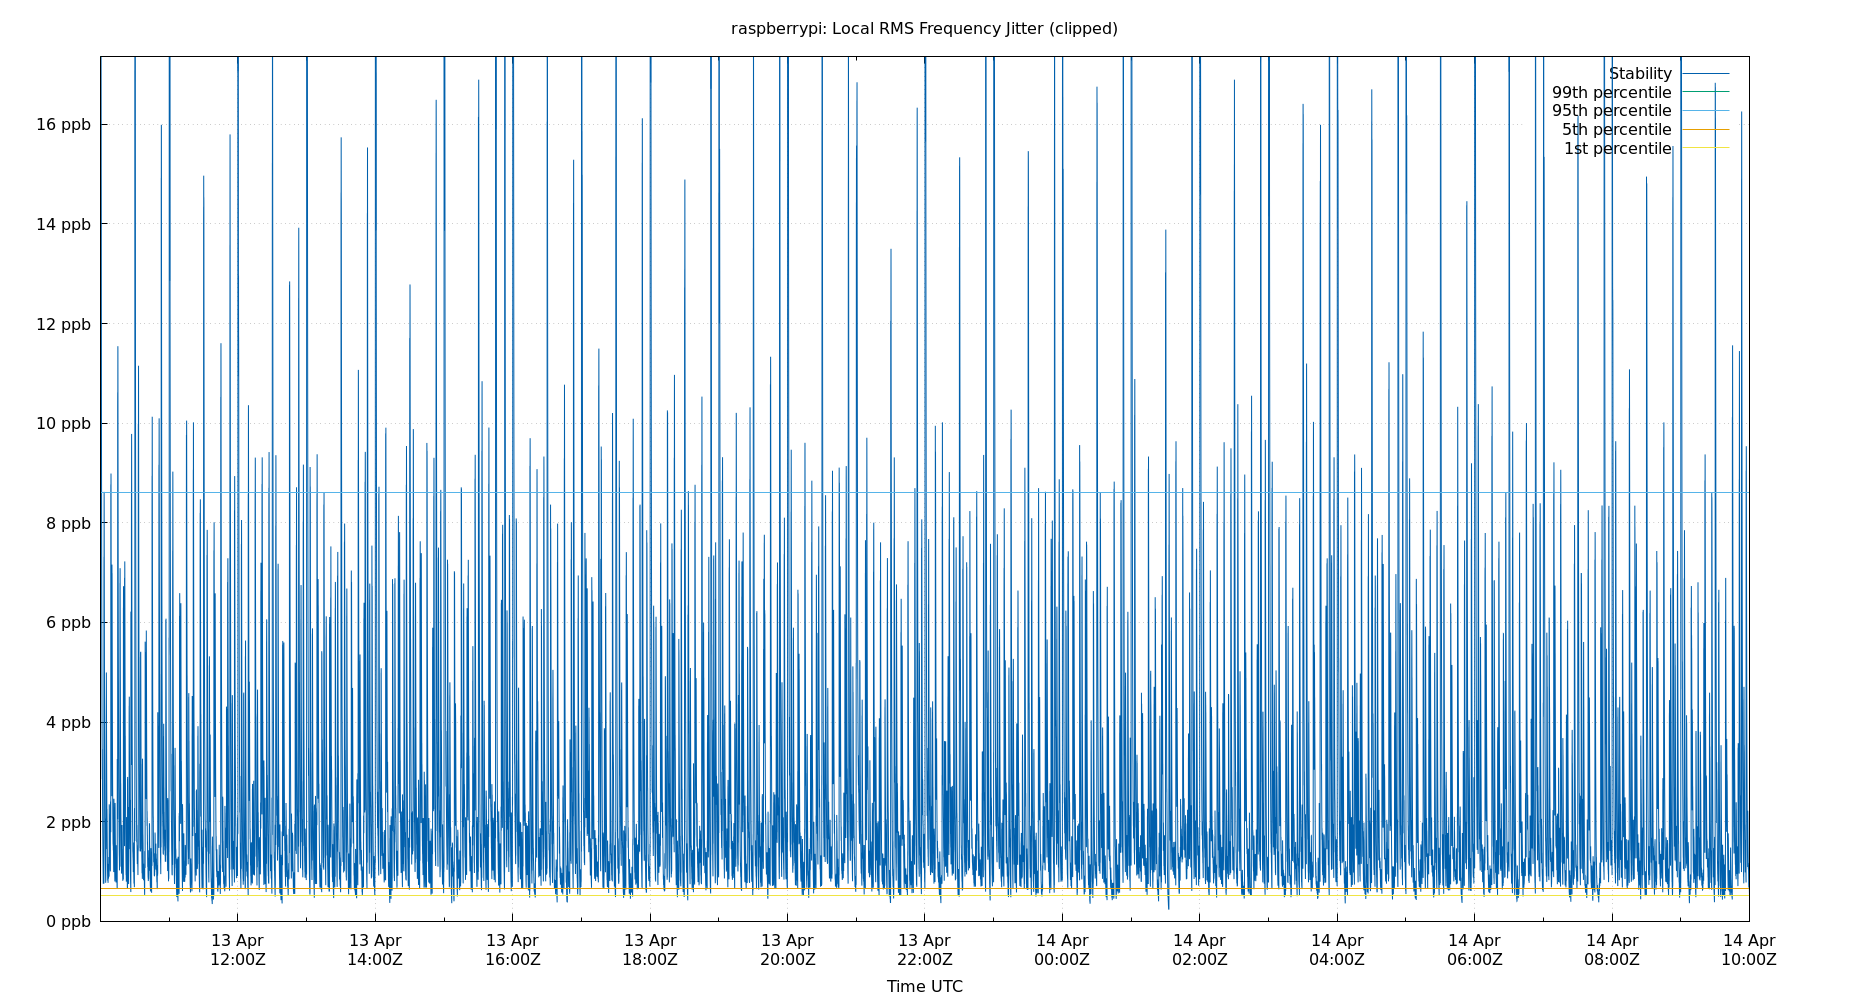 raspberrypi: Local RMS Frequency Jitter (clipped)
Stability
99th percentile
95th percentile
5th percentile
1st percentile
16 ppb
14 ppb
12 ppb
10 ppb
8 ppb
6 ppb
4 ppb
2 ppb
0 ppb
13 Apr 13 Apr 13 Apr 13 Apr 13 Apr 13 Apr 14 Apr 14 Apr 14 Apr 14 Apr 14 Apr 14 Apr
12:00Z 14:00Z 16:00Z 18:00Z 20:00Z 22:00Z 00:00Z 02:00Z 04:00Z 06:00Z 08:00Z 10:00Z
Time UTC